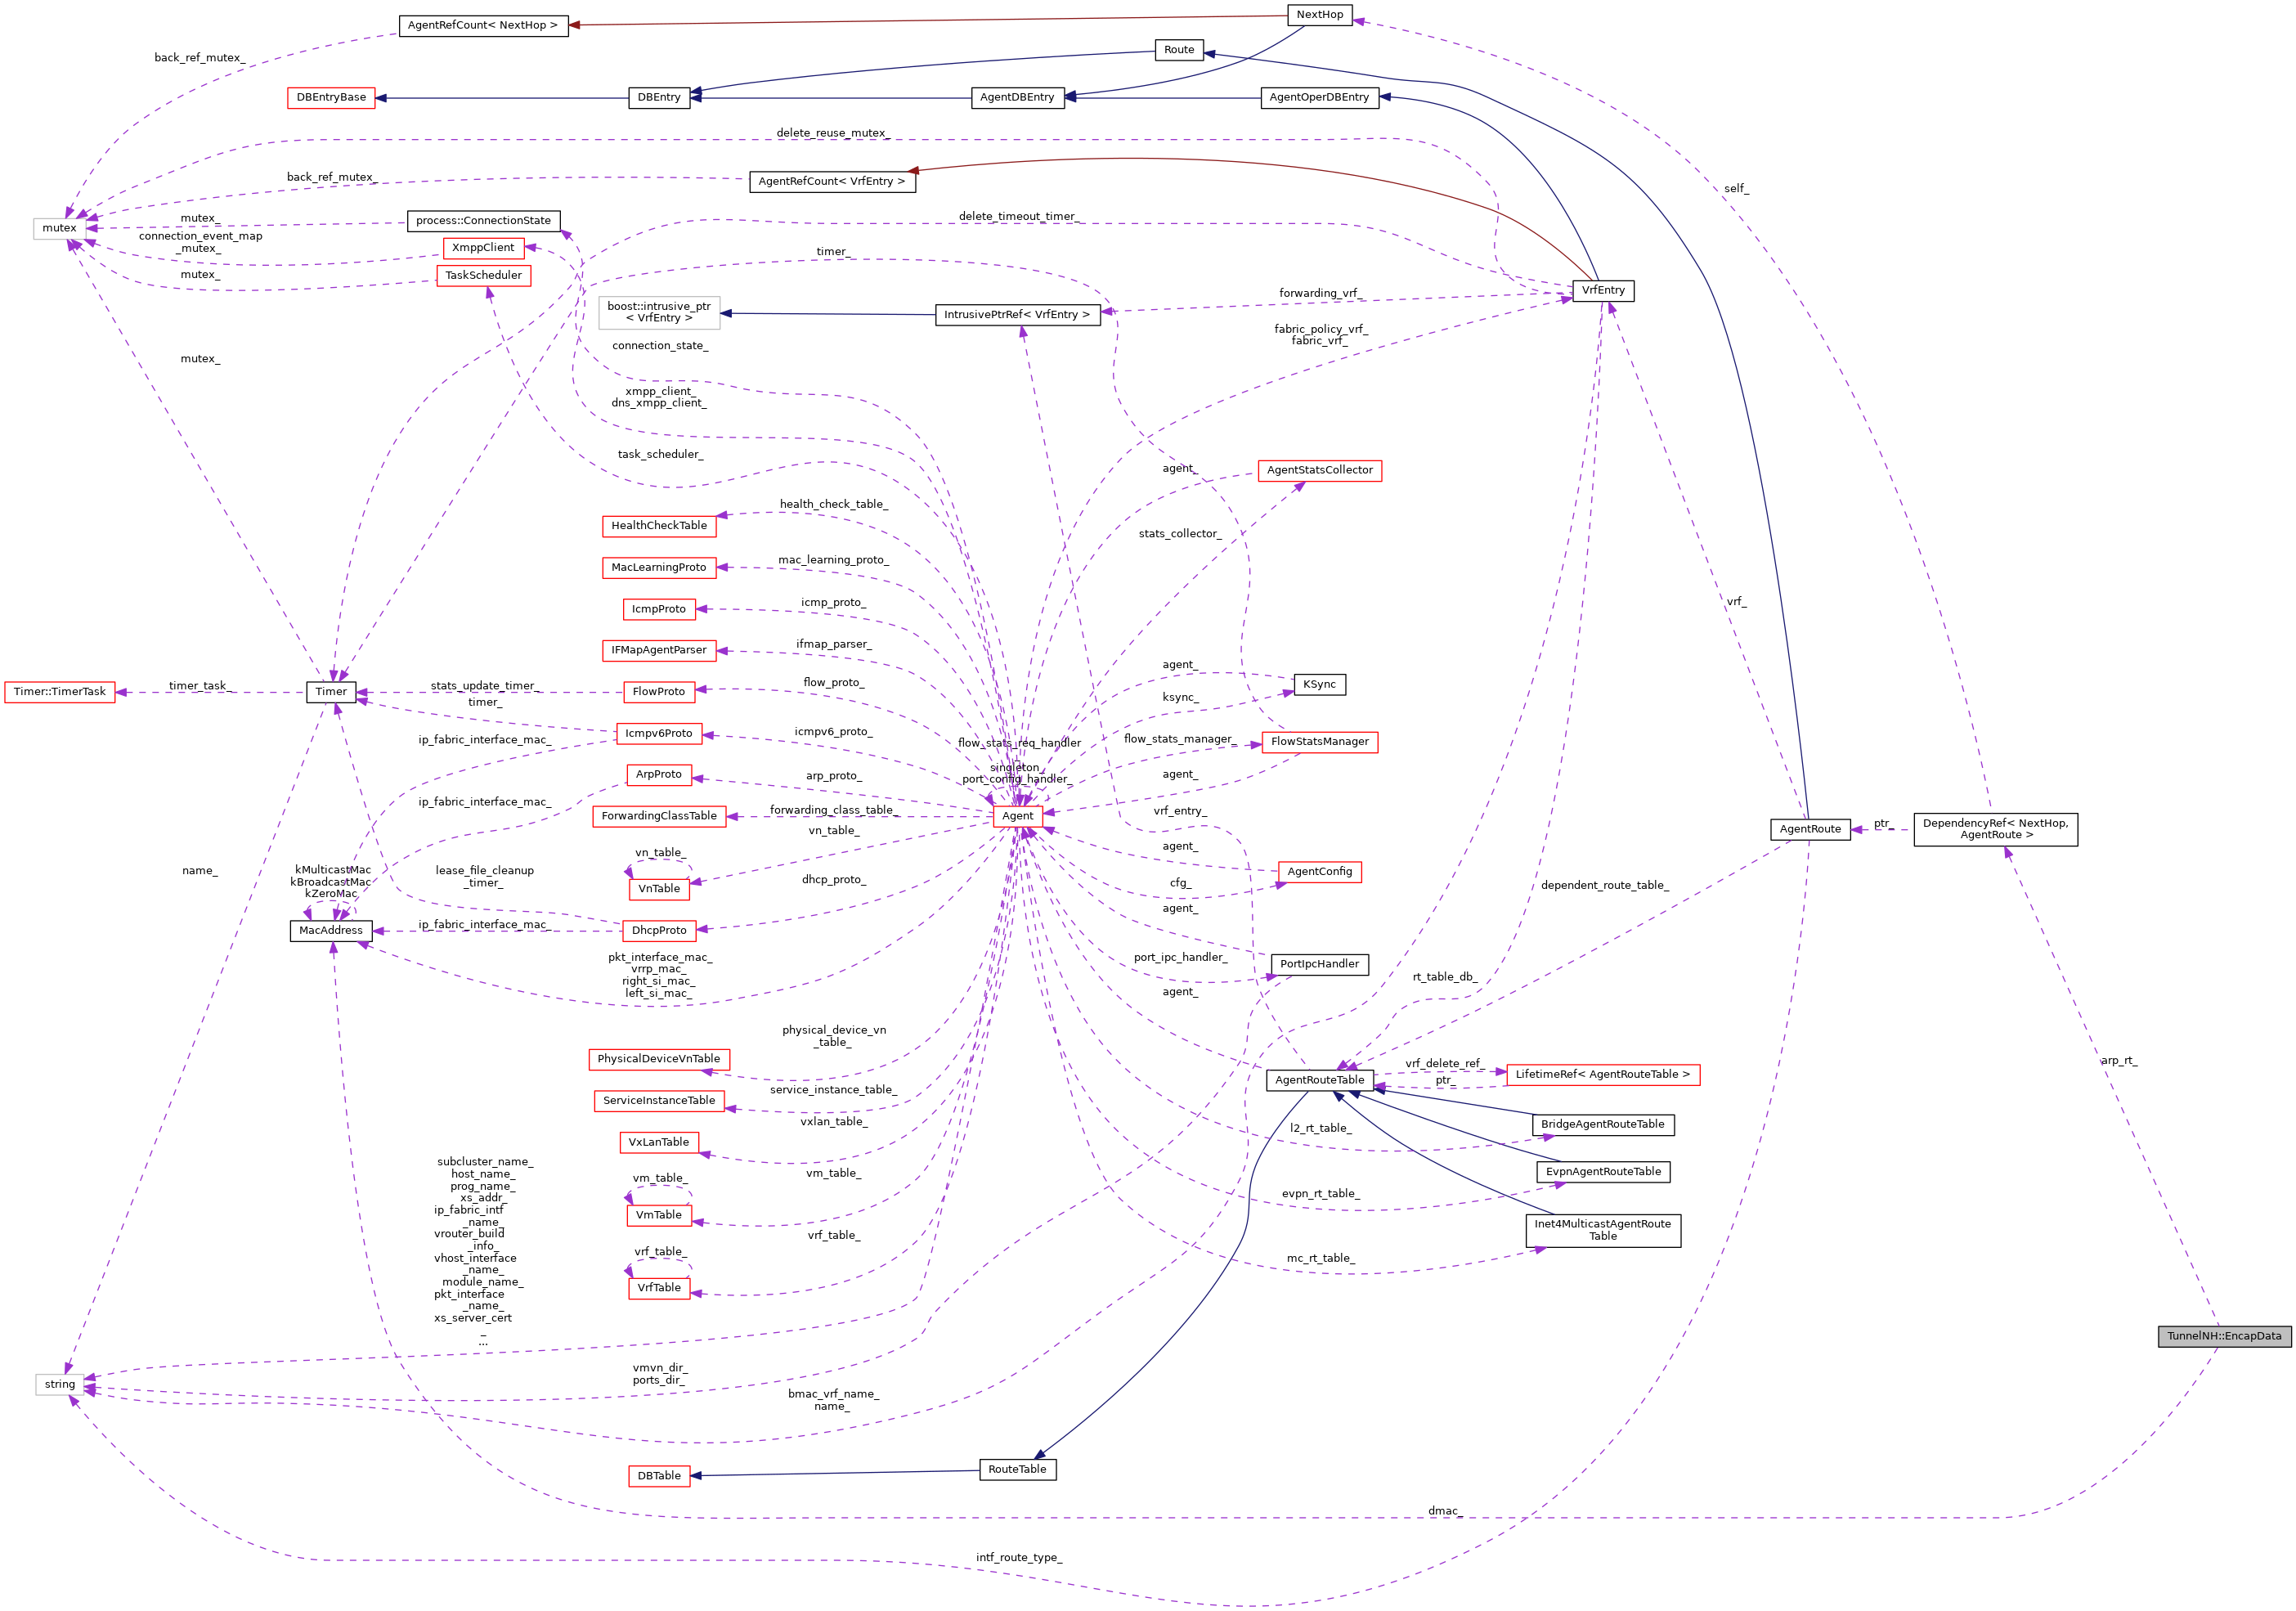 NextHop
AgentRefCount< NextHop >
Route
back_ref_mutex_
DBEntryBase
DBEntry
AgentDBEntry
AgentOperDBEntry
delete_reuse_mutex_
back_ref_mutex_
AgentRefCount< VrfEntry >
self_
mutex_
process::ConnectionState
delete_timeout_timer_
mutex
connection_event_map
_mutex_
XmppClient
timer_
mutex_
TaskScheduler
VrfEntry
forwarding_vrf_
boost::intrusive_ptr
< VrfEntry >
IntrusivePtrRef< VrfEntry >
fabric_policy_vrf_
fabric_vrf_
connection_state_
mutex_
xmpp_client_
dns_xmpp_client_
task_scheduler_
agent_
AgentStatsCollector
health_check_table_
HealthCheckTable
stats_collector_
mac_learning_proto_
MacLearningProto
icmp_proto_
IcmpProto
vrf_
ifmap_parser_
IFMapAgentParser
agent_
KSync
flow_proto_
Timer::TimerTask
timer_task_
Timer
stats_update_timer_
FlowProto
ksync_
timer_
Icmpv6Proto
icmpv6_proto_
ip_fabric_interface_mac_
flow_stats_req_handler
_
flow_stats_manager_
FlowStatsManager
singleton_
port_config_handler_
ArpProto
arp_proto_
agent_
ip_fabric_interface_mac_
ForwardingClassTable
forwarding_class_table_
Agent
vrf_entry_
vn_table_
AgentRoute
ptr_
DependencyRef< NextHop,
AgentRoute >
vn_table_
agent_
name_
kMulticastMac
kBroadcastMac
kZeroMac
lease_file_cleanup
_timer_
VnTable
dhcp_proto_
AgentConfig
cfg_
dependent_route_table_
agent_
MacAddress
ip_fabric_interface_mac_
DhcpProto
pkt_interface_mac_
vrrp_mac_
right_si_mac_
left_si_mac_
port_ipc_handler_
PortIpcHandler
rt_table_db_
agent_
physical_device_vn
_table_
PhysicalDeviceVnTable
arp_rt_
vrf_delete_ref_
AgentRouteTable
ptr_
LifetimeRef< AgentRouteTable >
service_instance_table_
ServiceInstanceTable
vxlan_table_
l2_rt_table_
BridgeAgentRouteTable
VxLanTable
subcluster_name_
host_name_
prog_name_
xs_addr_
ip_fabric_intf
_name_
vrouter_build
_info_
vhost_interface
_name_
module_name_
pkt_interface
_name_
xs_server_cert
_
...
vm_table_
vm_table_
EvpnAgentRouteTable
evpn_rt_table_
VmTable
Inet4MulticastAgentRoute
Table
vrf_table_
vrf_table_
mc_rt_table_
VrfTable
TunnelNH::EncapData
string
vmvn_dir_
ports_dir_
bmac_vrf_name_
name_
RouteTable
DBTable
dmac_
intf_route_type_